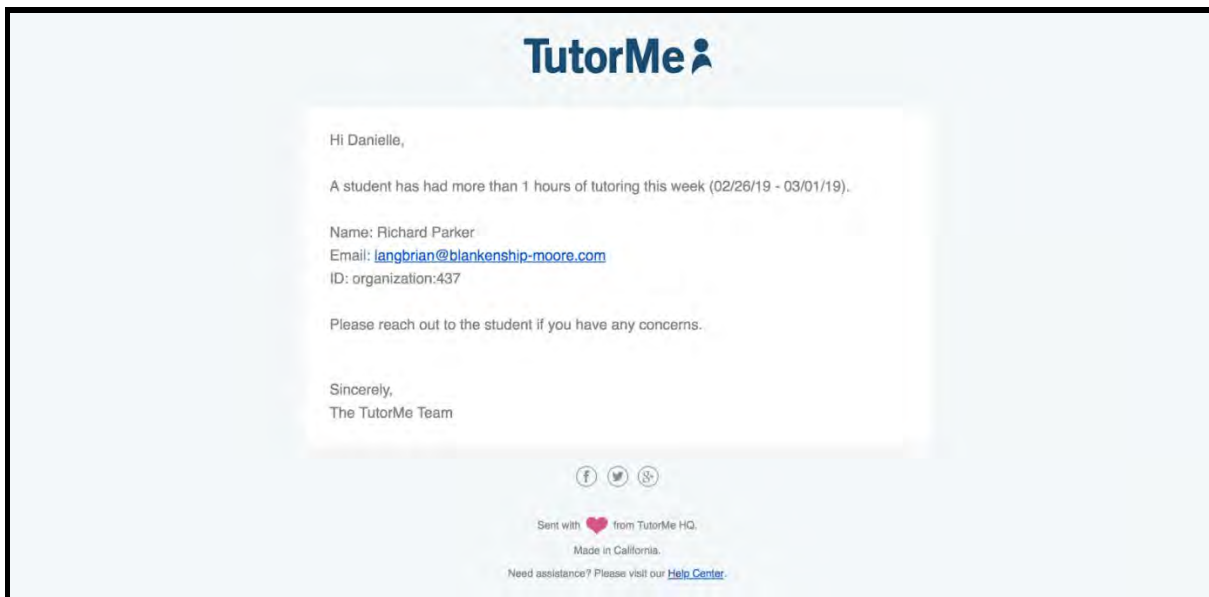 TutorMe
Hi Danielle,
A student has had more than 1 hours of tutoring this week (02/26/19 - 03/01/19).
Name: Richard Parker
Email: langbrian@blankenship-moore.com
ID: organization:437
Please reach out to the student if you have any concerns.
Sincerely,
The TutorMe Team
Sent with from TutorMe HQ.
Made in California.
Need assistance? Please visit our Help Center.